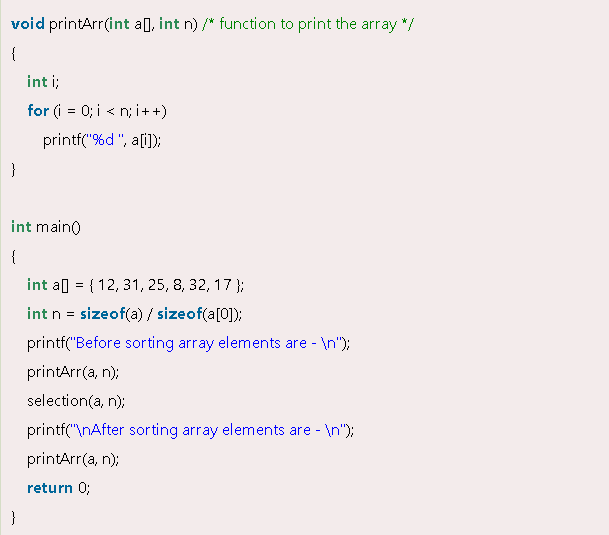 void printArr(int a[], int n) /* function to print the array */
{
    int i;
    for (i = 0; i < n; i++)
        printf("%d ", a[i]);
}

int main()
{
    int a[] = { 12, 31, 25, 8, 32, 17 };
    int n = sizeof(a) / sizeof(a[0]);
    printf("Before sorting array elements are - \n");
    printArr(a, n);
    selection(a, n);
    printf("\nAfter sorting array elements are - \n");
    printArr(a, n);
    return 0;
}